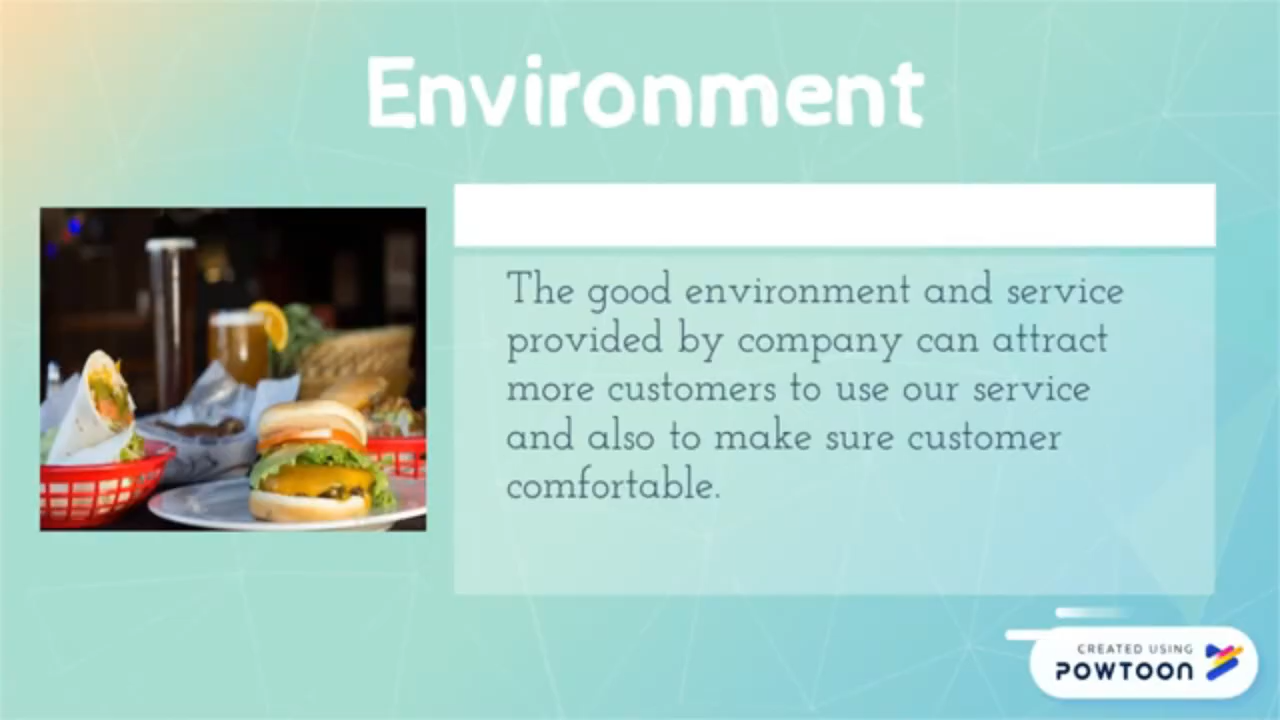 Environment
The good environment and service
provided by company can attract
more customers to use our service
and also to make sure customer
comfortable.
CREATED USING
POWTOON